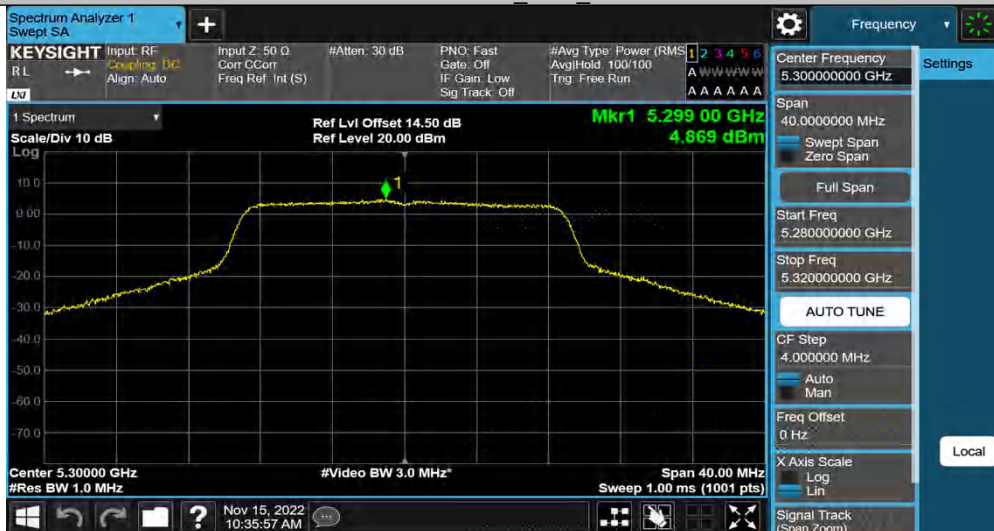 Spectrum Analyzer 1
Swept SA
+
Frequency
KEYSIGHT
RL
LXI
Input: RF
Coupling: DC
Align: Auto
Input Z: 50 Ω
Corr CCorr
Freq Ref: Int (S)
#Atten: 30 dB
PNO: Fast
Gate: Off
IF Gain: Low
Sig Track: Off
#Avg Type: Power (RMS
Avg|Hold: 100/100
Trig: Free Run
1 2 3 4 5 6
A W W W W W
A A A A A A
1 Spectrum
Scale/Div 10 dB
Log
Ref Lvl Offset 14.50 dB
Ref Level 20.00 dBm
Mkr1 5.299 00 GHz
4.869 dBm
1
10.0
0.00
-10.0
-20.0
-30.0
-40.0
-60.0
-70.0
Center 5.30000 GHz
#Res BW 1.0 MHz
#Video BW 3.0 MHz*
Span 40.00 MHz
Sweep 1.00 ms (1001 pts)
Center Frequency
5.300000000 GHz
Settings
Span
40.0000000 MHz
Swept Span
Zero Span
Full Span
Start Freq
5.280000000 GHz
Stop Freq
5.320000000 GHz
AUTO TUNE
CF Step
4.000000 MHz
Auto
Man
Freq Offset
0 Hz
X Axis Scale
Log
Lin
Local
Signal Track
(Span Zoom)
?
Nov 15, 2022
10:35:57 AM